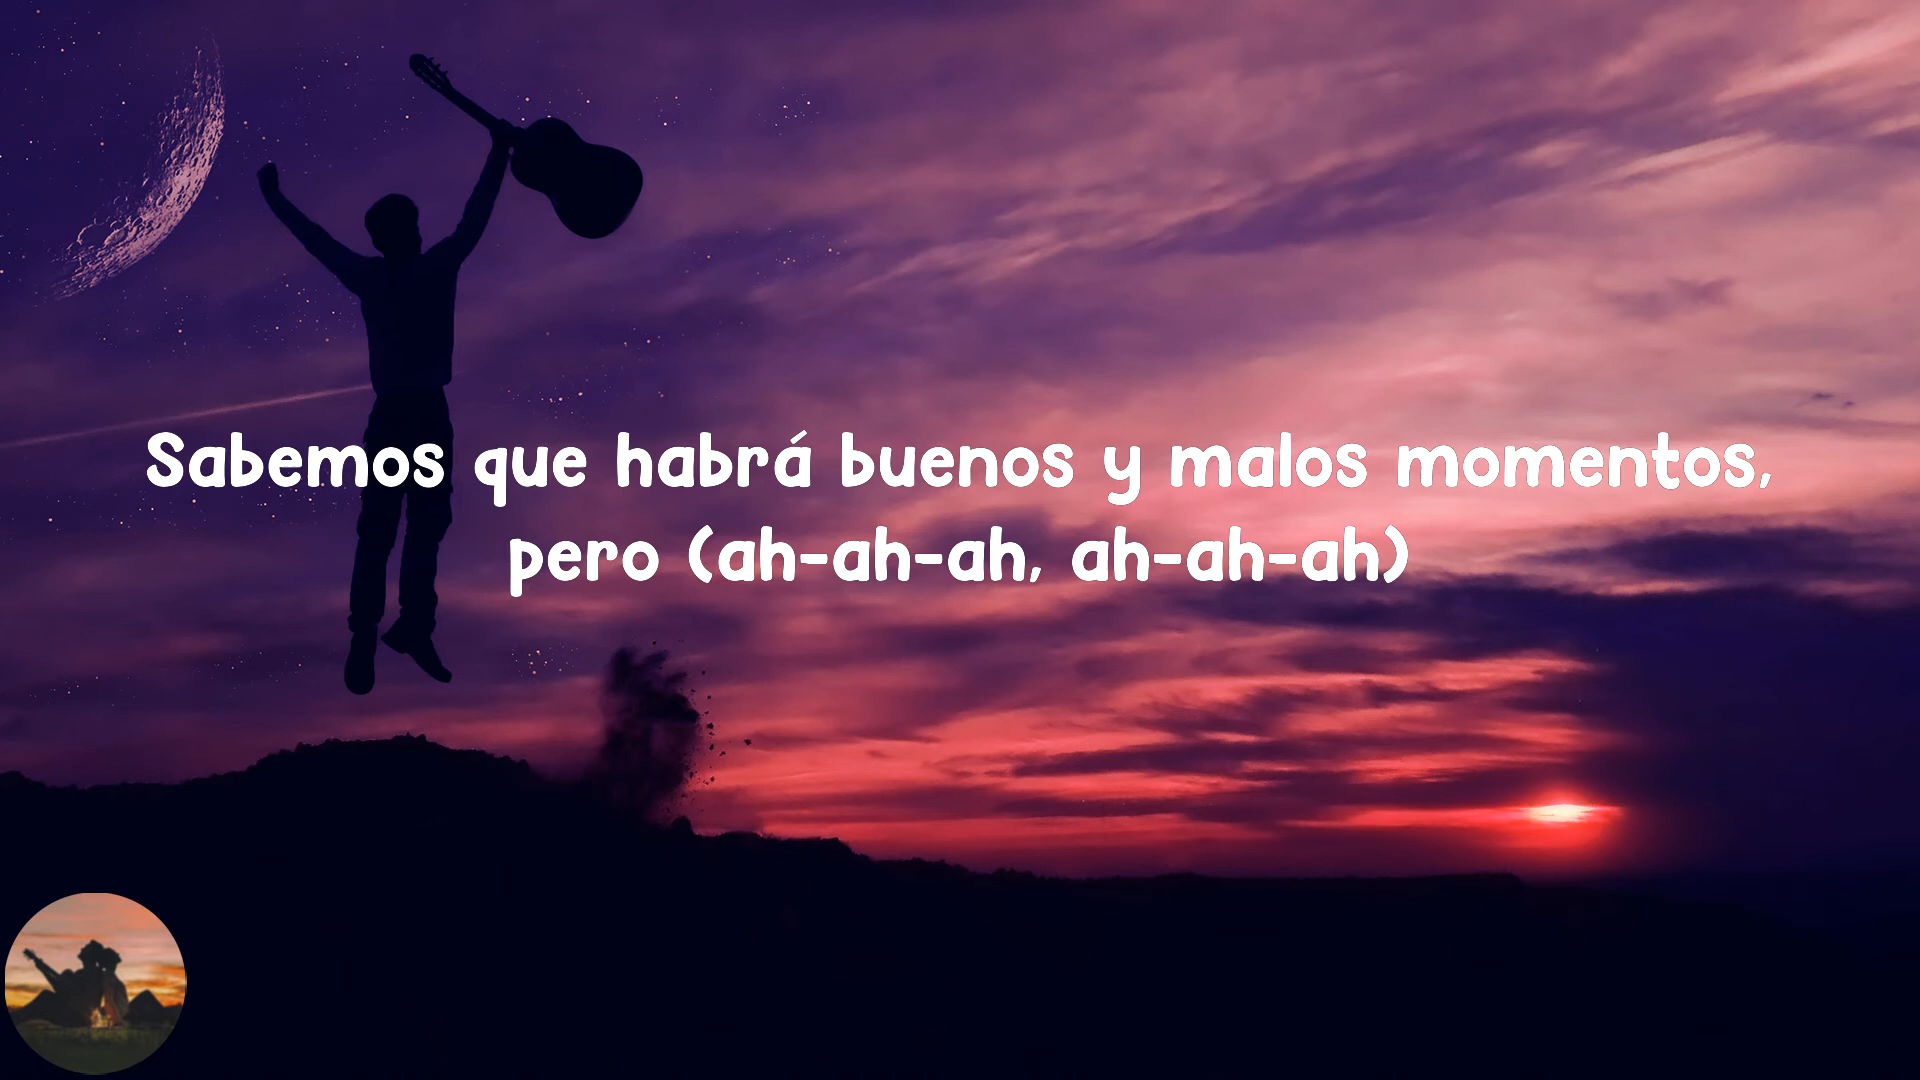 Sabemos que habrá buenos y malos momentos,
pero (ah-ah-ah, ah-ah-ah)